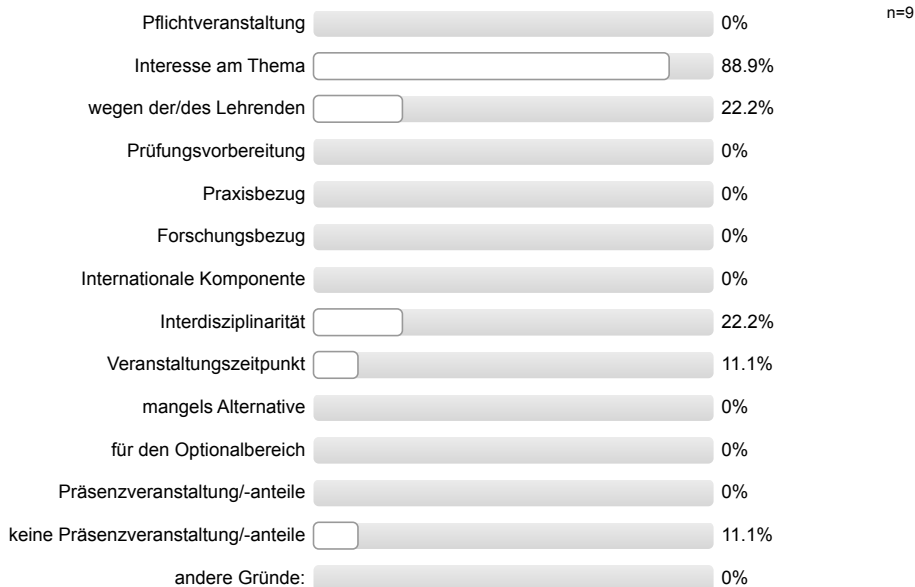 n=9
Pflichtveranstaltung 0%
Interesse am Thema 88.9%
wegen der/des Lehrenden 22.2%
Prüfungsvorbereitung 0%
Praxisbezug 0%
Forschungsbezug 0%
Internationale Komponente 0%
Interdisziplinarität 22.2%
Veranstaltungszeitpunkt 11.1%
mangels Alternative 0%
für den Optionalbereich 0%
Präsenzveranstaltung/-anteile 0%
keine Präsenzveranstaltung/-anteile 11.1%
andere Gründe: 0%